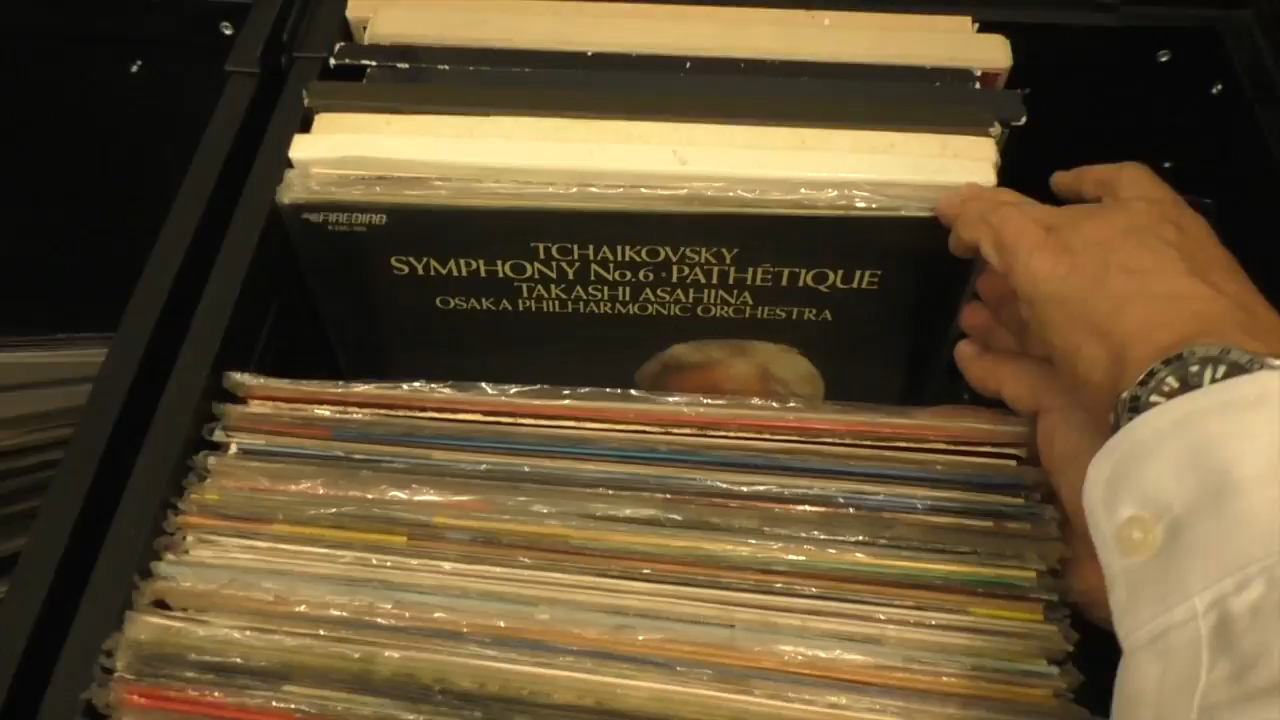 FIREBIRD
TCHAIKOVSKY
SYMPHONY No.6 · PATHÉTIQUE
TAKASHI ASAHINA
OSAKA PHILHARMONIC ORCHESTRA